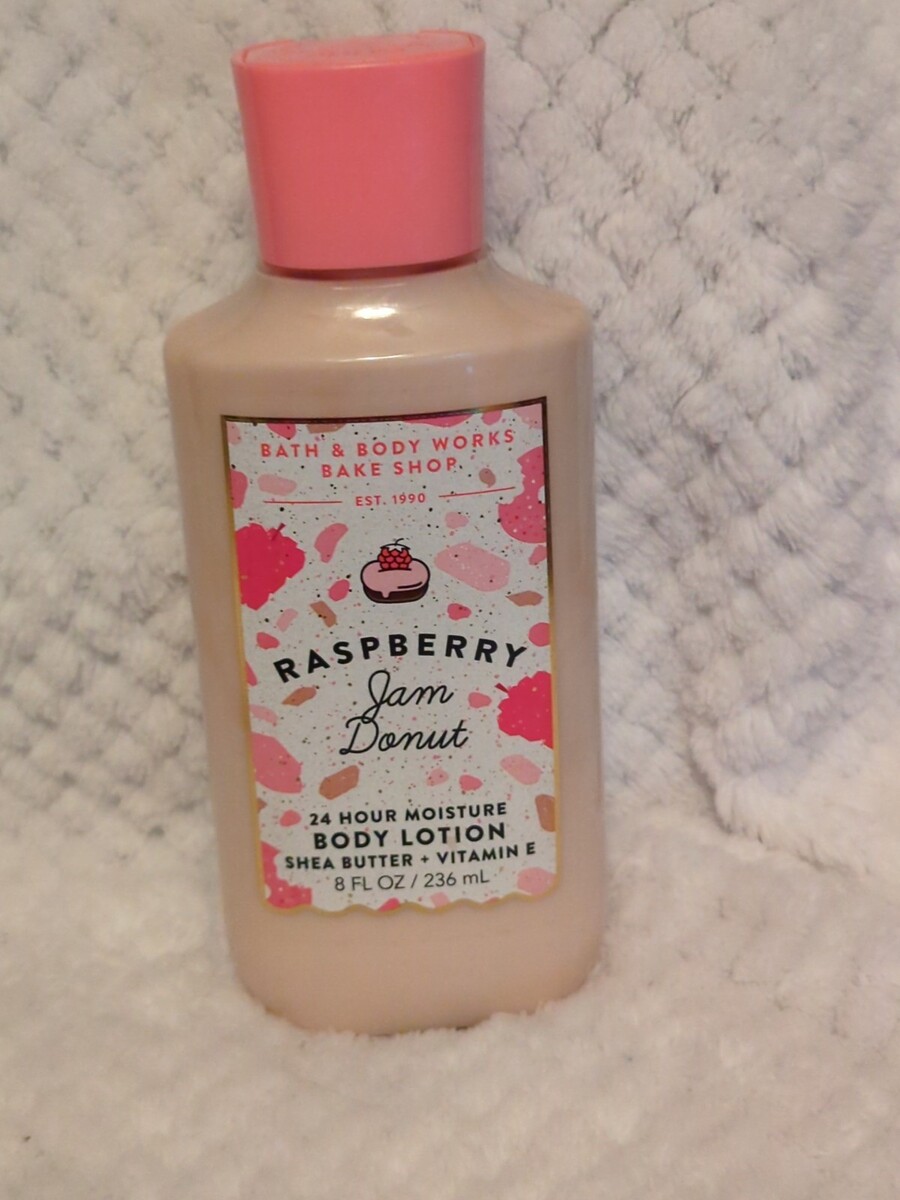 BATH & BODY WORKS
BAKE SHOP
EST. 1990
RASPBERRY
Jam
Donut
24 HOUR MOISTURE
BODY LOTION
SHEA BUTTER + VITAMIN E
8 FL OZ / 236 mL